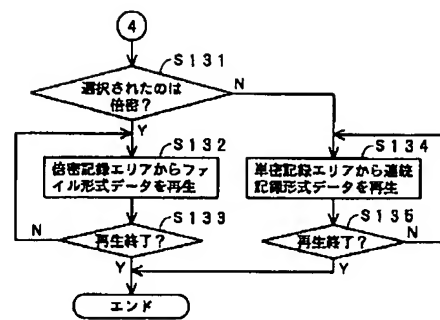 4
S131
選択されたのは
倍密？
N
Y
S132
倍密記録エリアからファ
イル形式データを再生
S134
単密記録エリアから連続
記録形式データを再生
S133
再生終了？
N
Y
S135
再生終了？
N
Y
エンド